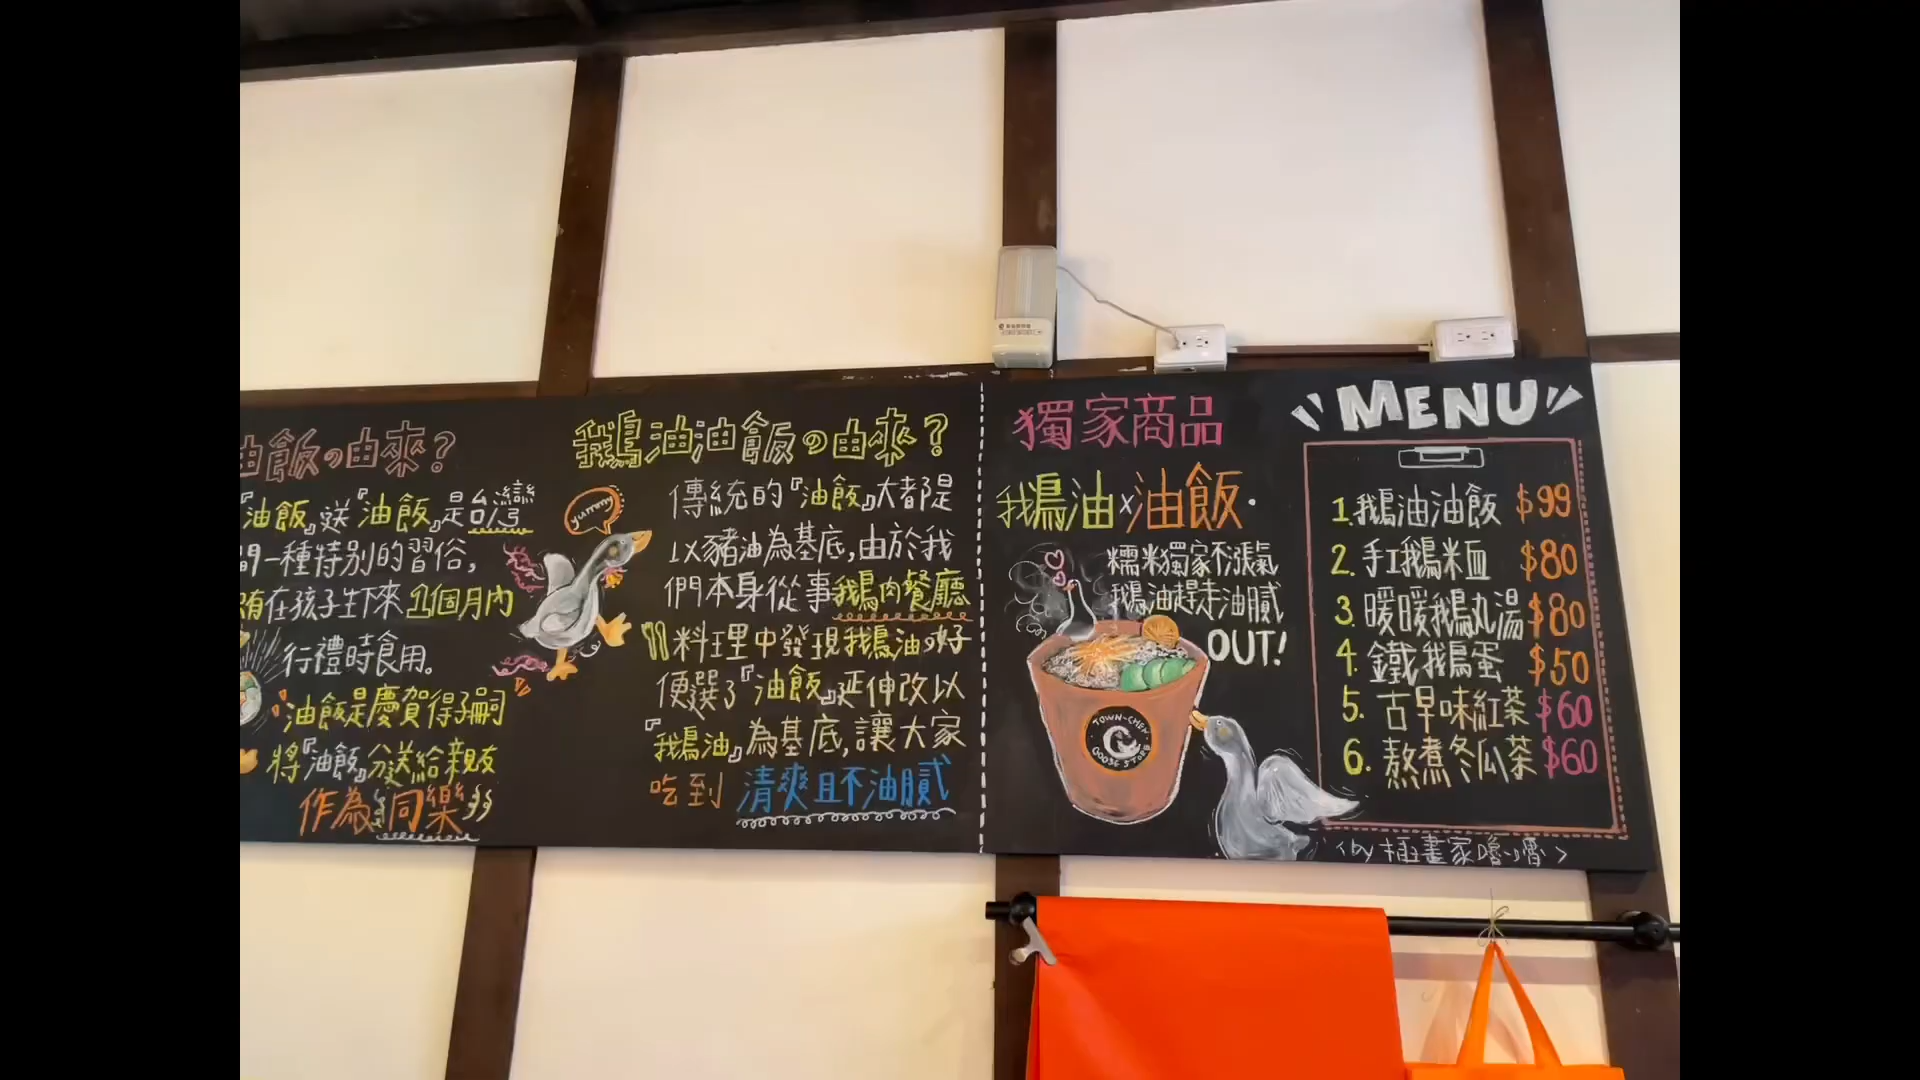 油飯の由來?
『油飯』送『油飯』是台灣
間一種特別的習俗,
在孩子生下來1個月內
行禮時食用。
油飯是慶賀得子嗣
將『油飯』分送給親友
作為同樂
鵝油油飯の由來?
yummy
傳統的『油飯』大都是
以豬油為基底,由於我
們本身從事鵝肉餐廳
料理中發現鵝油の好
便選了『油飯』延伸改以
『鵝油』為基底,讓大家
吃到 清爽且不油膩
獨家商品
鵝油x油飯.
糯米獨家不漲氣
鵝油趕走油膩
OUT!
TOWN-CHEN
GOOSE STORE
MENU
1.鵝油油飯 $99
2.手工鵝米血 $80
3.暖暖鵝丸湯 $80
4.鐵鵝蛋 $50
5.古早味紅茶 $60
6.熬煮冬瓜茶 $60